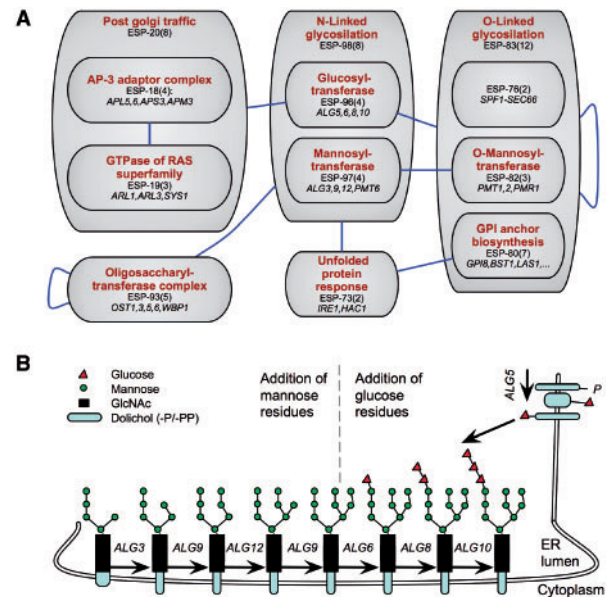 A
Post golgi traffic
ESP-20(8)
AP-3 adaptor complex
ESP-18(4):
APL5,6,APS3,APM3
GTPase of RAS
superfamily
ESP-19(3)
ARL1,ARL3,SYS1
Oligosaccharyl-
transferase complex
ESP-93(5)
OST1,3,5,6,WBP1
N-Linked
glycosilation
ESP-98(8)
Glucosyl-
transferase
ESP-96(4)
ALG5,6,8,10
Mannosyl-
transferase
ESP-97(4)
ALG3,9,12,PMT6
Unfolded
protein
response
ESP-73(2)
IRE1,HAC1
O-Linked
glycosilation
ESP-83(12)
ESP-76(2)
SPF1-SEC66
O-Mannosyl-
transferase
ESP-82(3)
PMT1,2,PMR1
GPI anchor
biosynthesis
ESP-80(7)
GPI8,BST1,LAS1,...
B
Glucose
Mannose
GlcNAc
Dolichol (-P/-PP)
Addition of
mannose
residues
Addition of
glucose
residues
ALG5
P
ALG3
ALG9
ALG12
ALG9
ALG6
ALG8
ALG10
ER
lumen
Cytoplasm